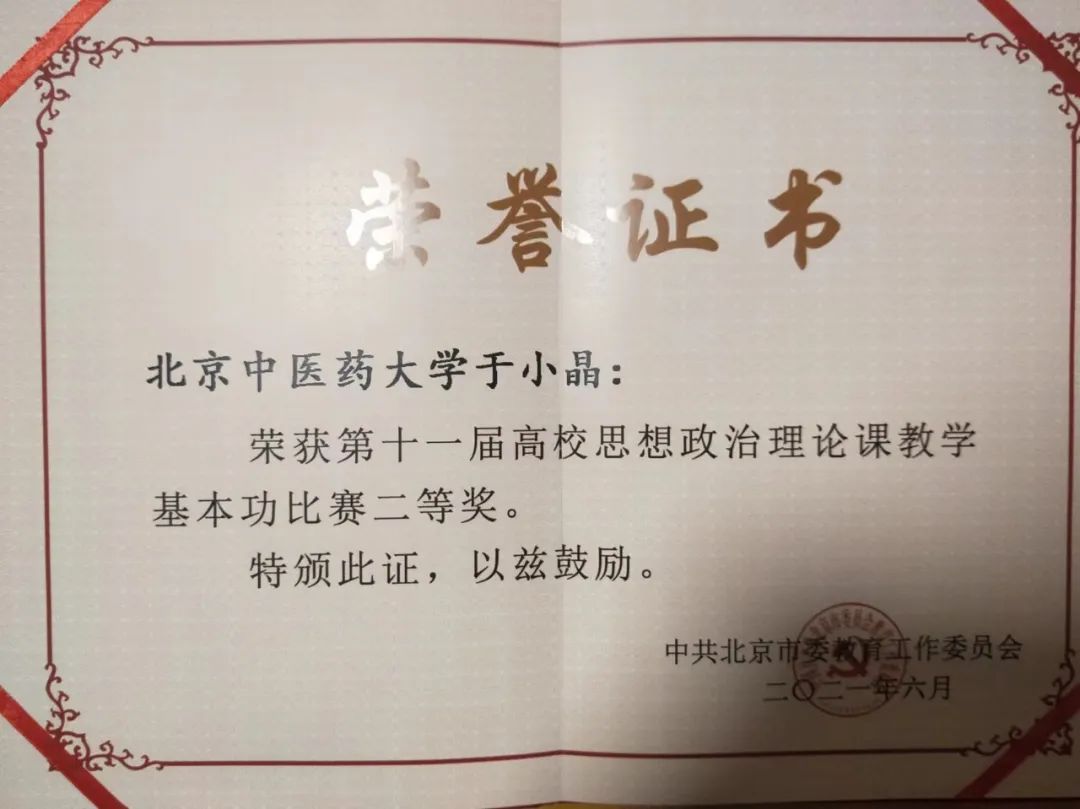 荣誉证书
北京中医药大学于小晶：
荣获第十一届高校思想政治理论课教学
基本功比赛二等奖。
特颁此证，以兹鼓励。
中共北京市委教育工作委员会
二〇二一年六月